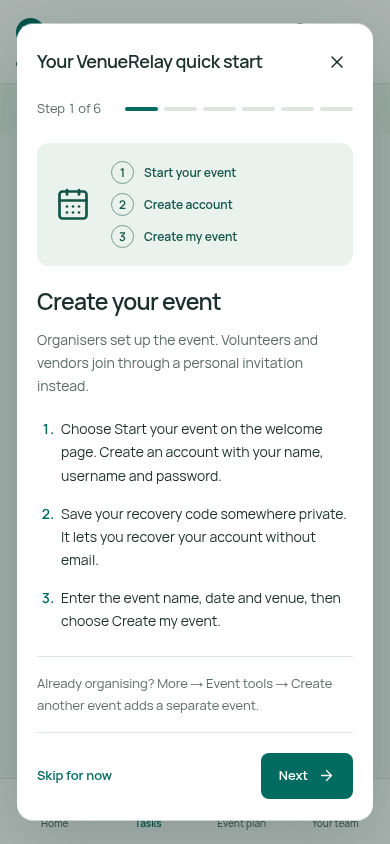 Your VenueRelay quick start
Step 1 of 6
1 Start your event
2 Create account
3 Create my event
Create your event
Organisers set up the event. Volunteers and
vendors join through a personal invitation
instead.
1. Choose Start your event on the welcome
page. Create an account with your name,
username and password.
2. Save your recovery code somewhere private.
It lets you recover your account without
email.
3. Enter the event name, date and venue, then
choose Create my event.
Already organising? More → Event tools → Create
another event adds a separate event.
Skip for now
Next →
Home Tasks Event plan Your team